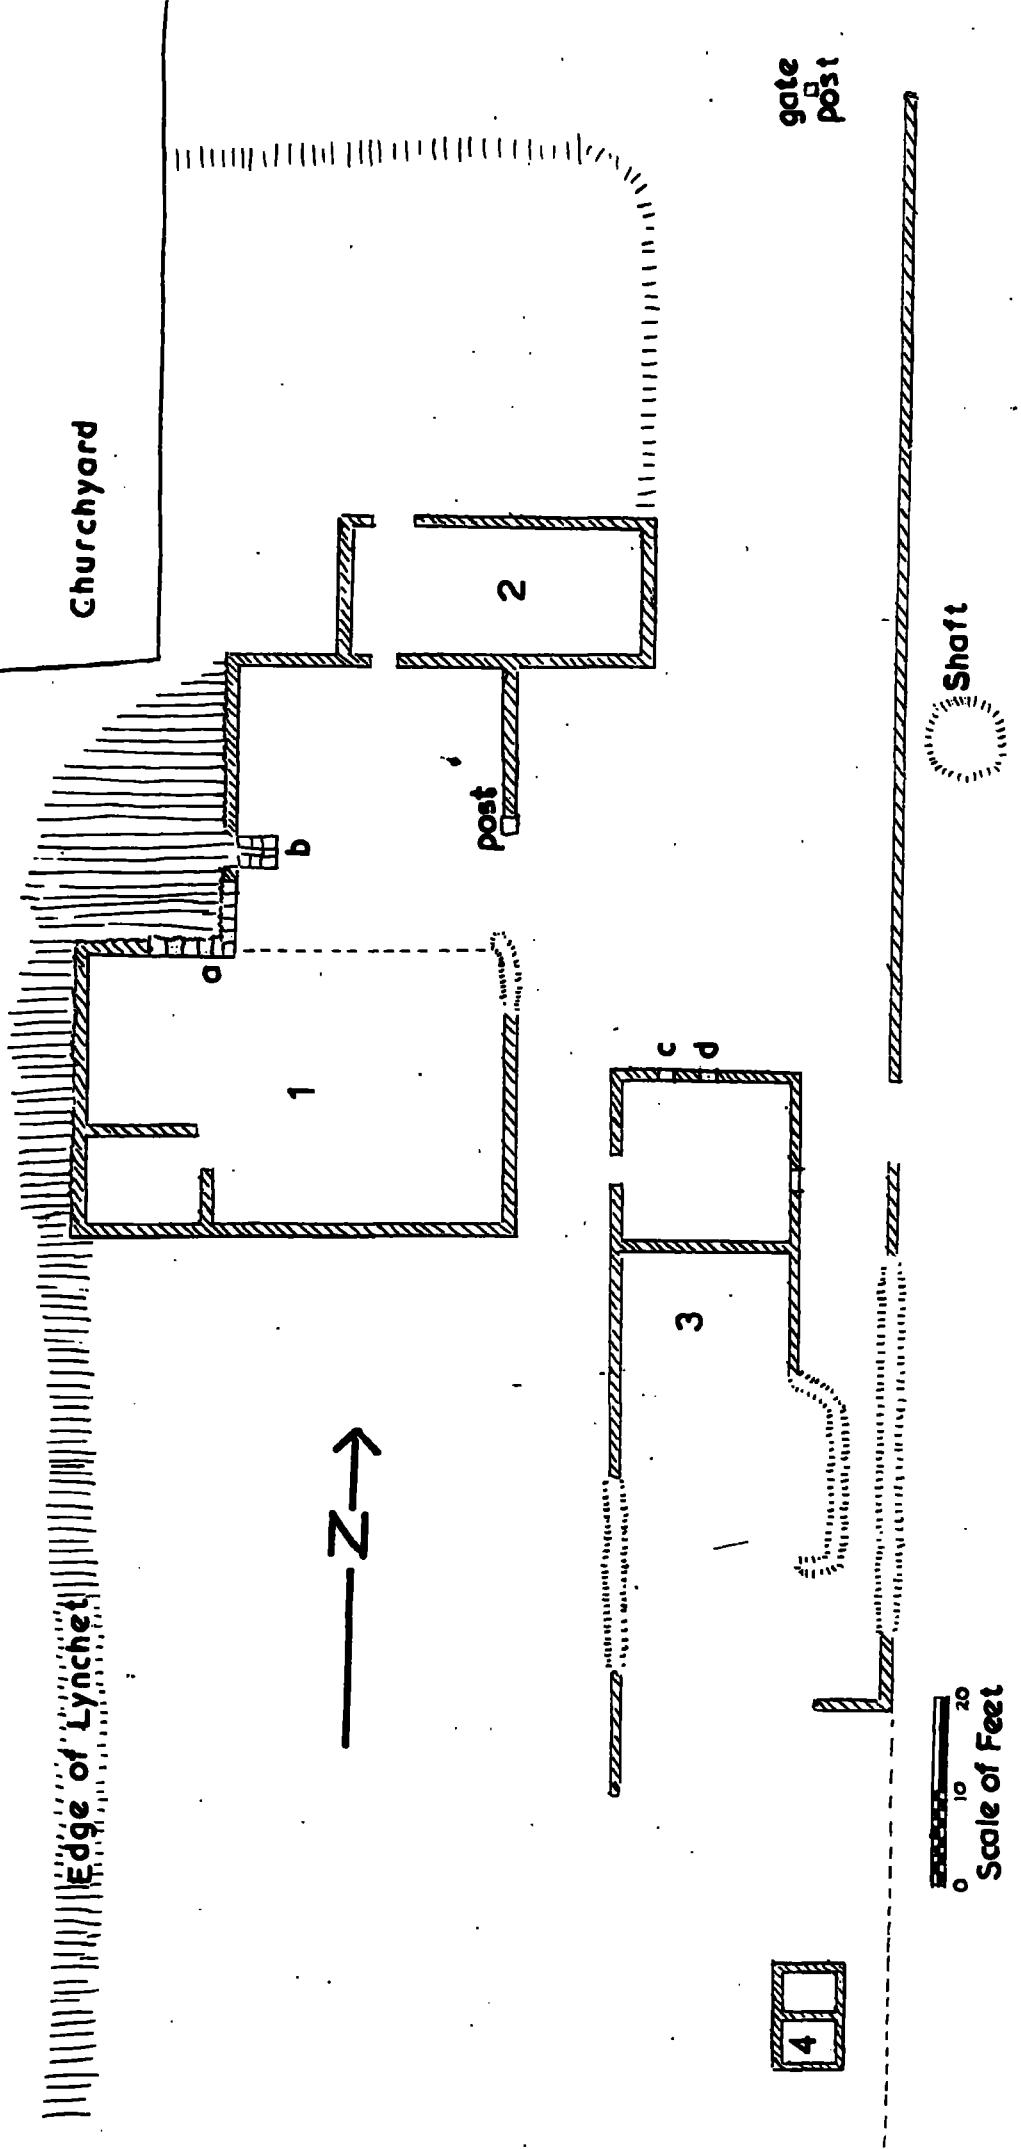 Churchyard
gate
post
Edge of Lynchet
a
b
post
1
2
Shaft
N
c
d
3
4
0 10 20
Scale of Feet